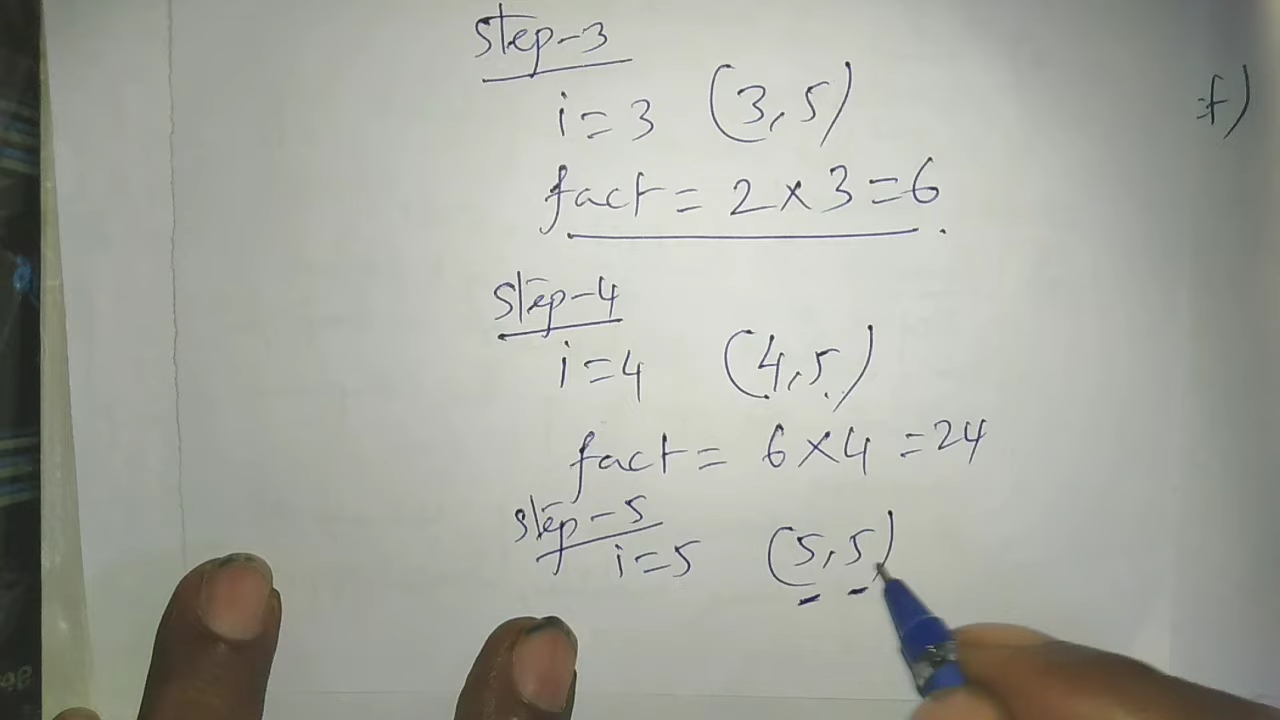 Step-3
i=3 (3,5)
fact = 2×3=6.
Step-4
i=4 (4,5)
fact = 6×4=24
Step-5
i=5 (5,5)